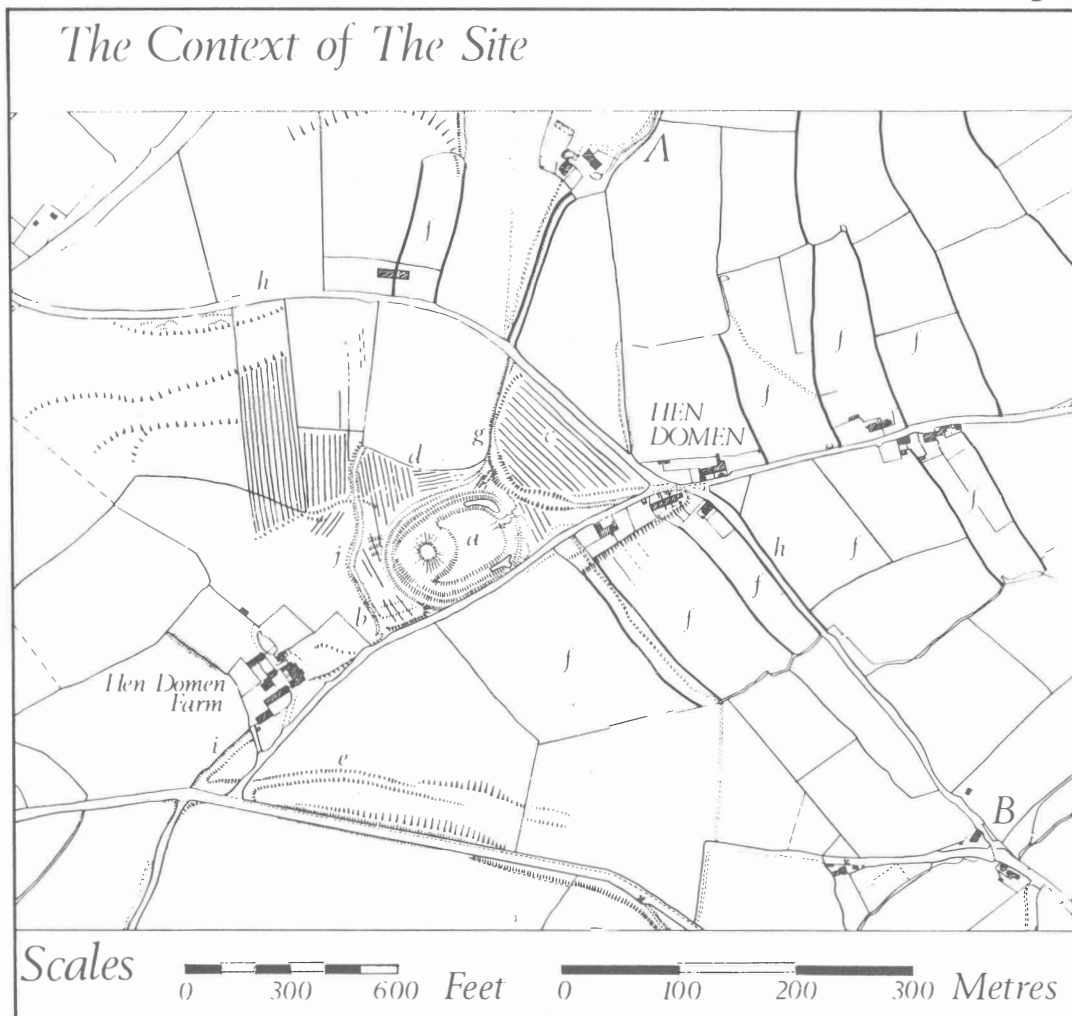 The Context of The Site
A
f
h
HEN
DOMEN
f
f
f
c
g
d
f
a
h
f
j
f
f
b
f
Hen Domen
Farm
i
e
B
Scales
0 300 600 Feet
0 100 200 300 Metres